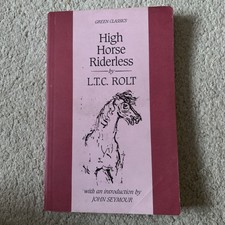 GREEN CLASSICS
High
Horse
Riderless
by
L.T.C. ROLT
with an introduction by
JOHN SEYMOUR